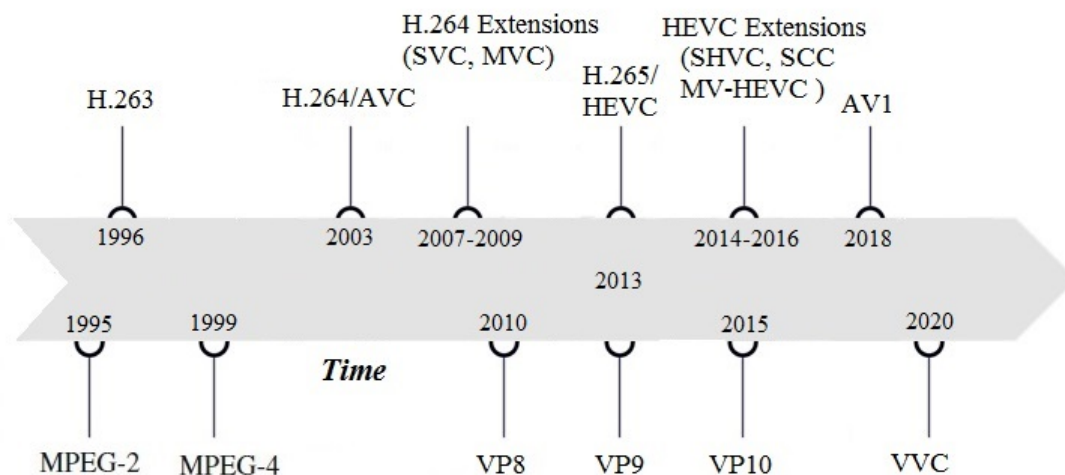 H.264 Extensions
(SVC, MVC)
HEVC Extensions
(SHVC, SCC
MV-HEVC )
H.265/
HEVC
H.263
H.264/AVC
AV1
1996
2003
2007-2009
2014-2016
2018
2013
1995
1999
2010
2015
2020
Time
MPEG-2
MPEG-4
VP8
VP9
VP10
VVC